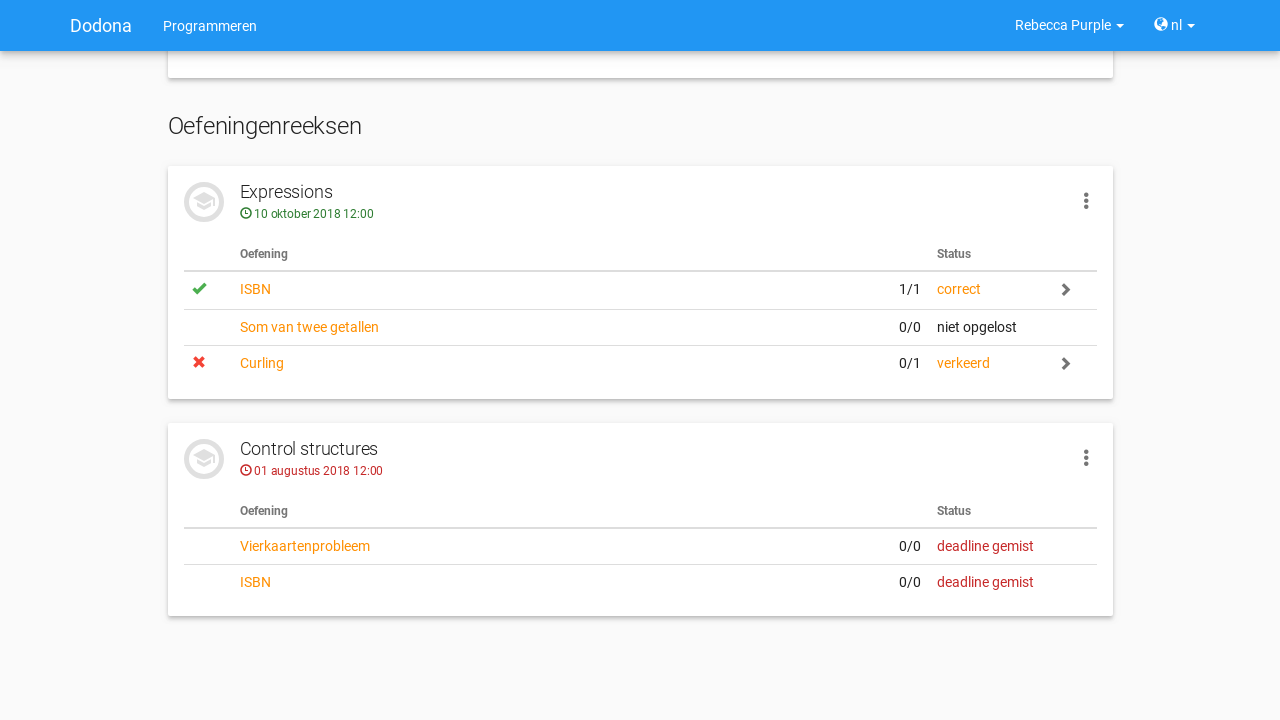 Dodona Programmeren Rebecca Purple nl
Oefeningenreeksen
Expressions
10 oktober 2018 12:00
Oefening Status
ISBN 1/1 correct
Som van twee getallen 0/0 niet opgelost
Curling 0/1 verkeerd
Control structures
01 augustus 2018 12:00
Oefening Status
Vierkaartenprobleem 0/0 deadline gemist
ISBN 0/0 deadline gemist